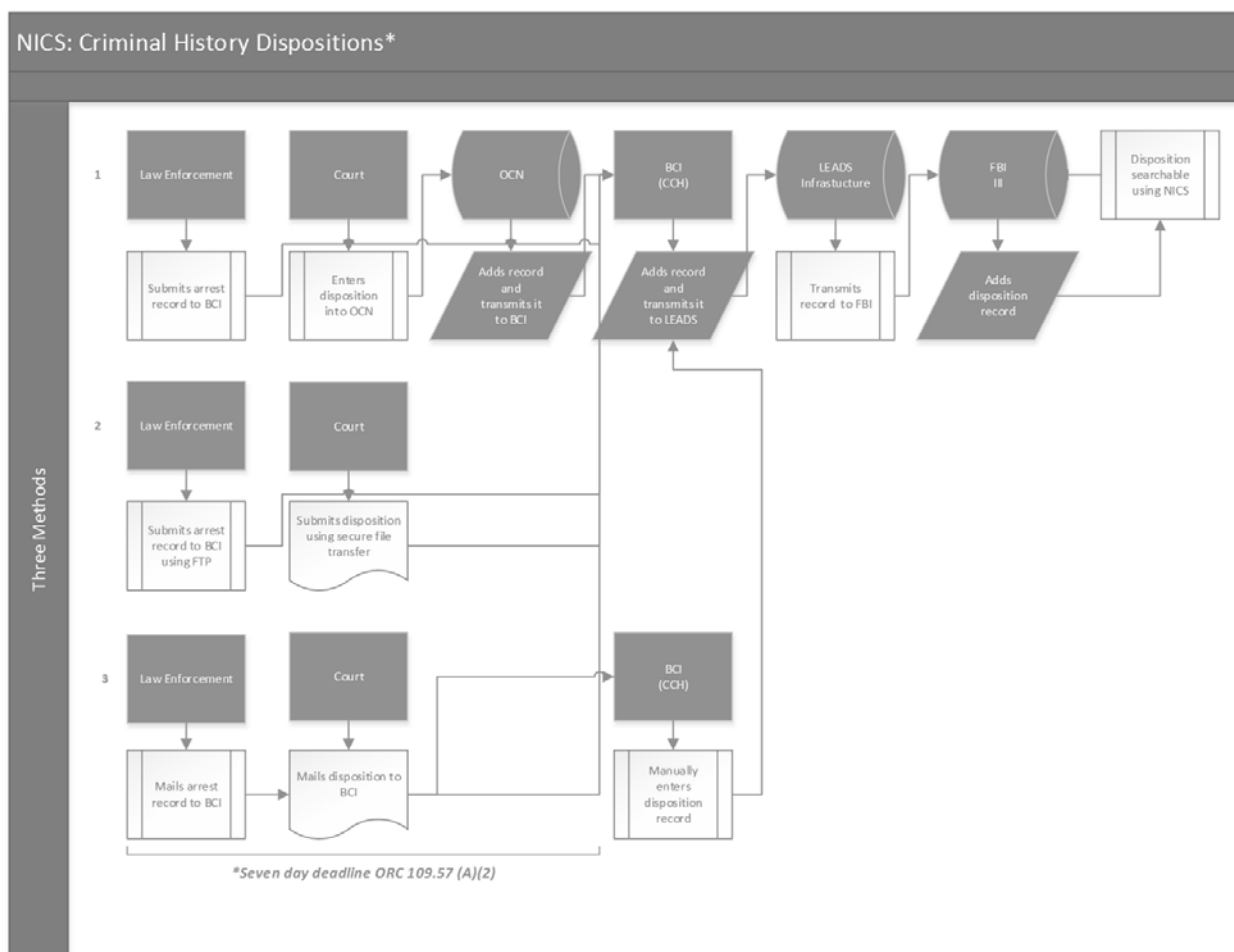 NICS: Criminal History Dispositions*
Three Methods
1
Law Enforcement
Court
OCN
BCI
(CCH)
LEADS
Infrastucture
FBI
III
Disposition
searchable
using NICS
Submits arrest
record to BCI
Enters
disposition
into OCN
Adds record
and
transmits it
to BCI
Adds record
and
transmits it
to LEADS
Transmits
record to FBI
Adds
disposition
record
2
Law Enforcement
Court
Submits arrest
record to BCI
using FTP
Submits disposition
using secure file
transfer
3
Law Enforcement
Court
BCI
(CCH)
Mails arrest
record to BCI
Mails disposition to
BCI
Manually
enters
disposition
record
*Seven day deadline ORC 109.57 (A)(2)